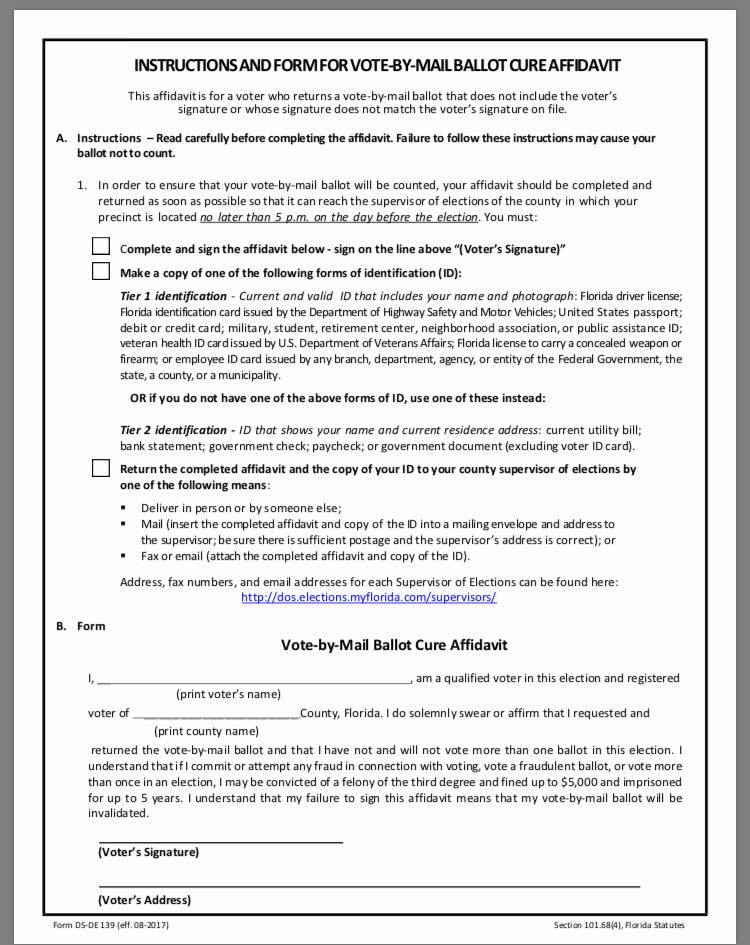 INSTRUCTIONS AND FORM FOR VOTE-BY-MAIL BALLOT CURE AFFIDAVIT
This affidavit is for a voter who returns a vote-by-mail ballot that does not include the voter's
signature or whose signature does not match the voter's signature on file.
A. Instructions – Read carefully before completing the affidavit. Failure to follow these instructions may cause your
ballot not to count.
1. In order to ensure that your vote-by-mail ballot will be counted, your affidavit should be completed and
returned as soon as possible so that it can reach the supervisor of elections of the county in which your
precinct is located no later than 5 p.m. on the day before the election. You must:
Complete and sign the affidavit below - sign on the line above “(Voter's Signature)”
Make a copy of one of the following forms of identification (ID):
Tier 1 identification - Current and valid ID that includes your name and photograph: Florida driver license;
Florida identification card issued by the Department of Highway Safety and Motor Vehicles; United States passport;
debit or credit card; military, student, retirement center, neighborhood association, or public assistance ID;
veteran health ID card issued by U.S. Department of Veterans Affairs; Florida license to carry a concealed weapon or
firearm; or employee ID card issued by any branch, department, agency, or entity of the Federal Government, the
state, a county, or a municipality.
OR if you do not have one of the above forms of ID, use one of these instead:
Tier 2 identification - ID that shows your name and current residence address: current utility bill;
bank statement; government check; paycheck; or government document (excluding voter ID card).
Return the completed affidavit and the copy of your ID to your county supervisor of elections by
one of the following means:
▪ Deliver in person or by someone else;
▪ Mail (insert the completed affidavit and copy of the ID into a mailing envelope and address to
the supervisor; be sure there is sufficient postage and the supervisor's address is correct); or
▪ Fax or email (attach the completed affidavit and copy of the ID).
Address, fax numbers, and email addresses for each Supervisor of Elections can be found here:
http://dos.elections.myflorida.com/supervisors/
B. Form
Vote-by-Mail Ballot Cure Affidavit
I, ______________________, am a qualified voter in this election and registered
(print voter's name)
voter of ______________________County, Florida. I do solemnly swear or affirm that I requested and
(print county name)
returned the vote-by-mail ballot and that I have not and will not vote more than one ballot in this election. I
understand that if I commit or attempt any fraud in connection with voting, vote a fraudulent ballot, or vote more
than once in an election, I may be convicted of a felony of the third degree and fined up to $5,000 and imprisoned
for up to 5 years. I understand that my failure to sign this affidavit means that my vote-by-mail ballot will be
invalidated.
(Voter's Signature)
(Voter's Address)
Form DS-DE 139 (eff. 08-2017) Section 101.68(4), Florida Statutes